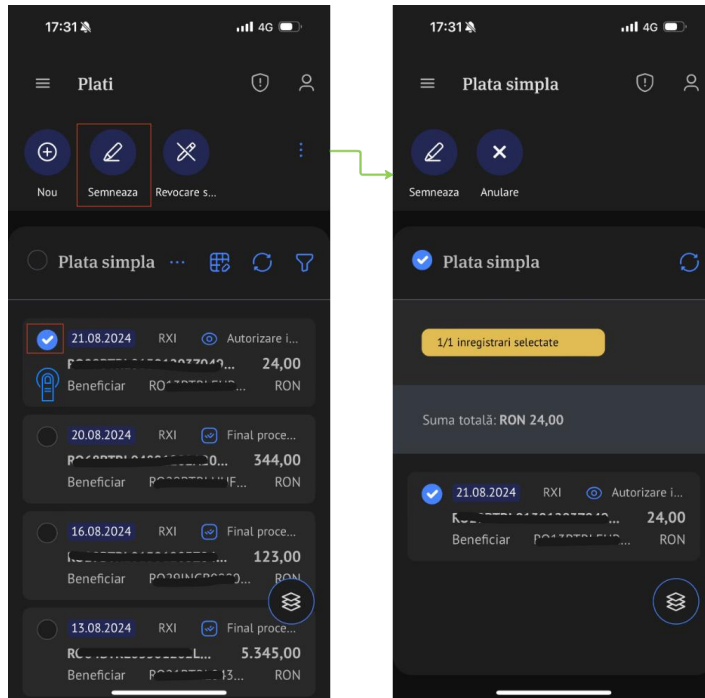 17:31
4G
Plati
Nou
Semneaza
Revocare s...
Plata simpla ...
21.08.2024 RXI Autorizare i...
24,00
Beneficiar RON
20.08.2024 RXI Final proce...
344,00
Beneficiar RON
16.08.2024 RXI Final proce...
123,00
Beneficiar RON
13.08.2024 RXI Final proce...
5.345,00
Beneficiar RON
17:31
4G
Plata simpla
Semneaza
Anulare
Plata simpla
1/1 inregistrari selectate
Suma totală: RON 24,00
21.08.2024 RXI Autorizare i...
24,00
Beneficiar RON